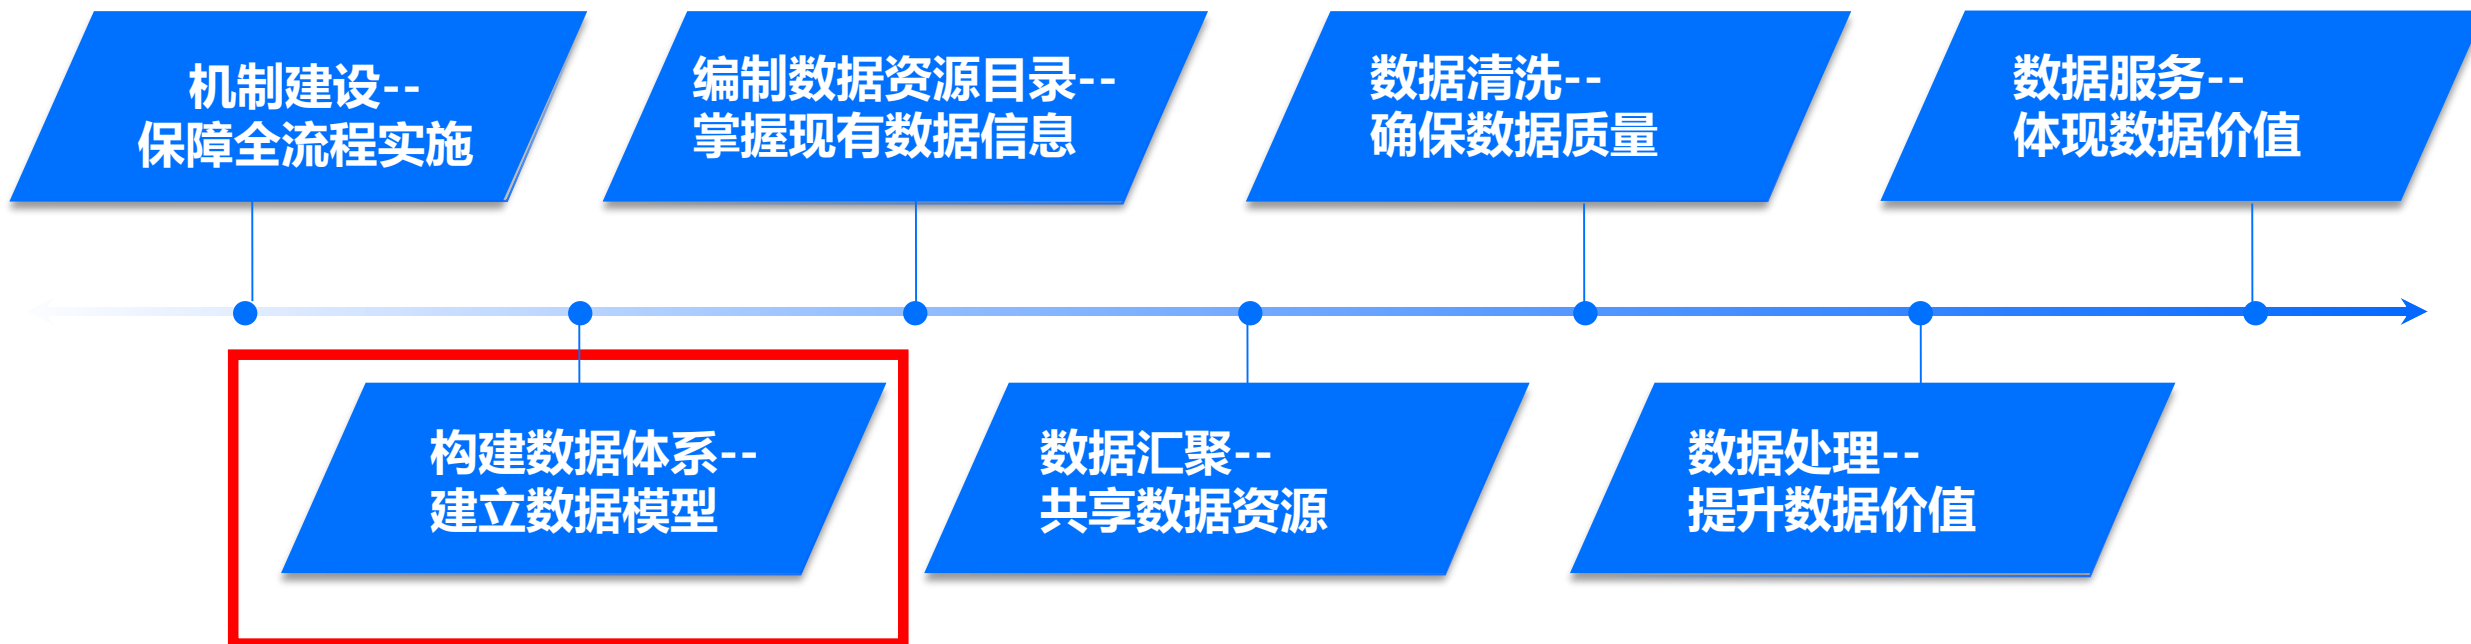 机制建设--
保障全流程实施
编制数据资源目录--
掌握现有数据信息
数据清洗--
确保数据质量
数据服务--
体现数据价值
构建数据体系--
建立数据模型
数据汇聚--
共享数据资源
数据处理--
提升数据价值